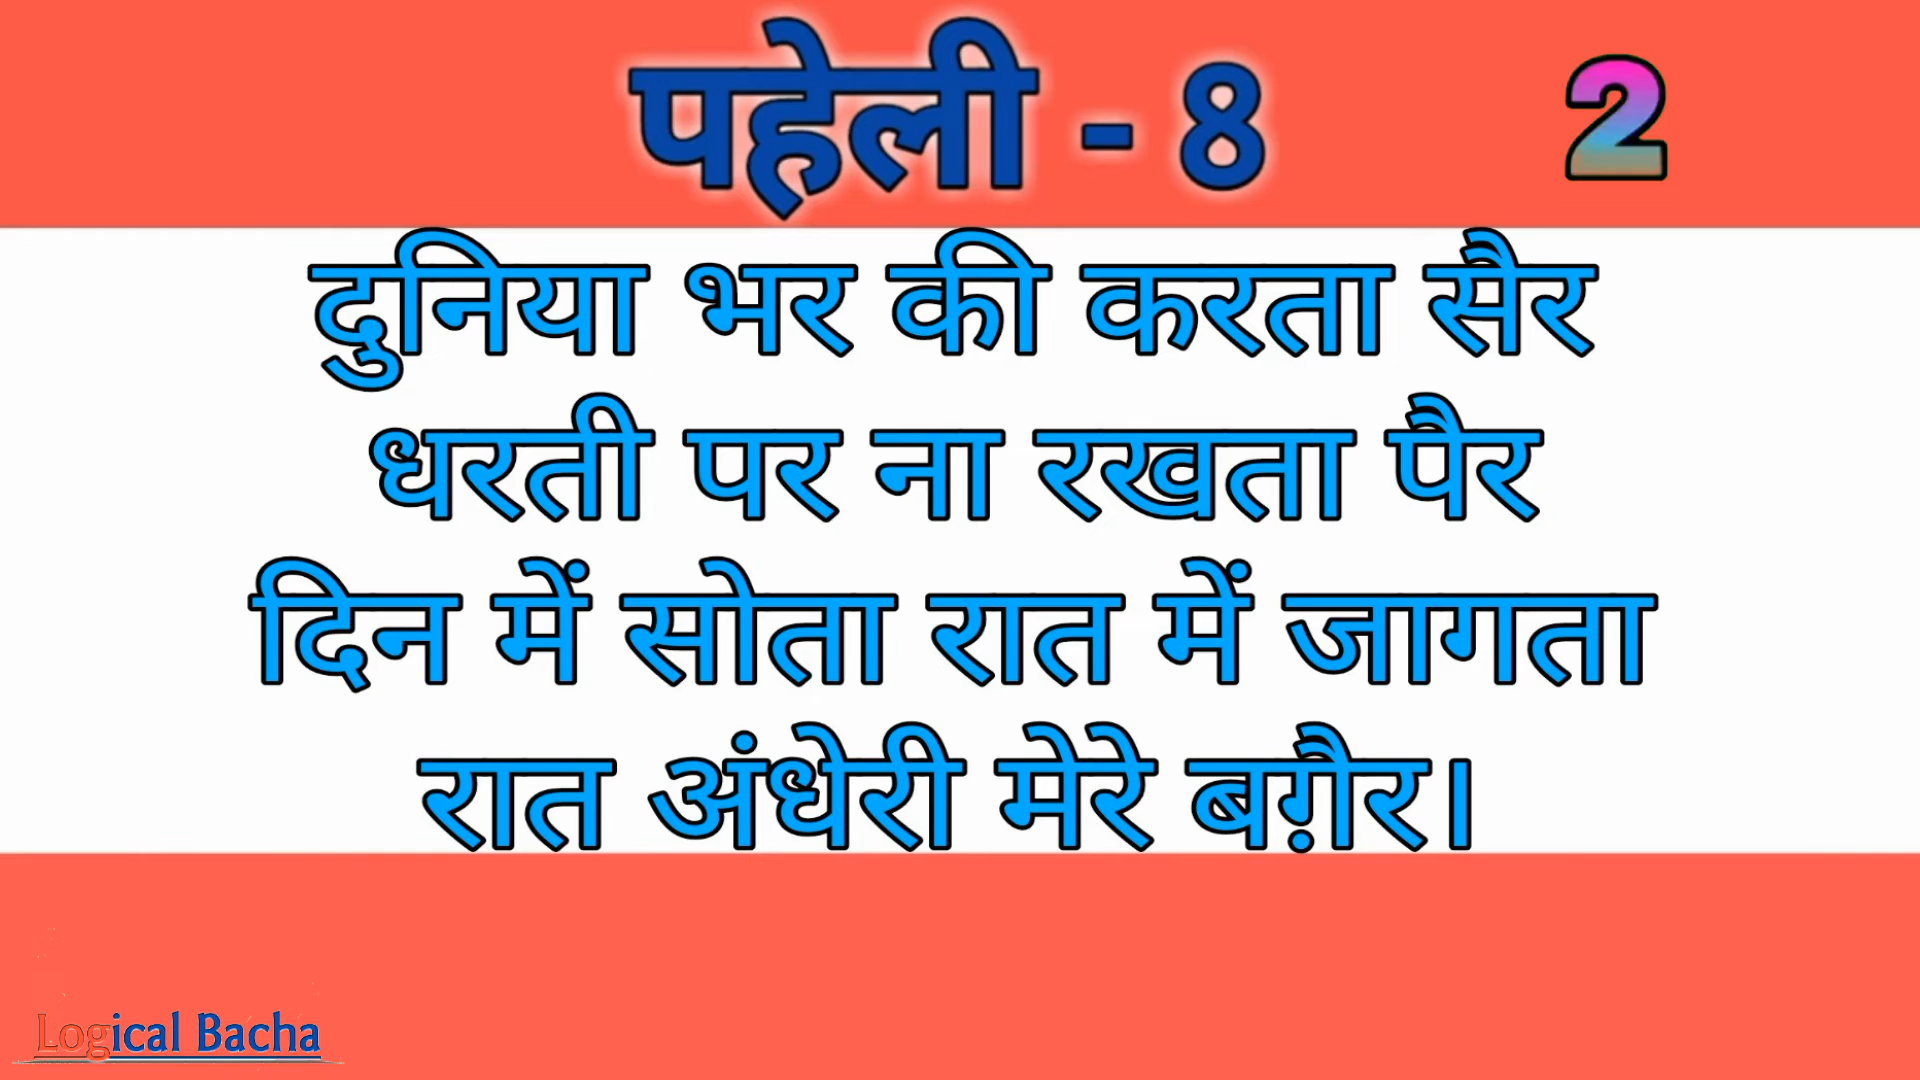 पहेली - 8
2
दुनिया भर की करता सैर
धरती पर ना रखता पैर
दिन में सोता रात में जागता
रात अंधेरी मेरे बग़ैर।
Logical Bacha